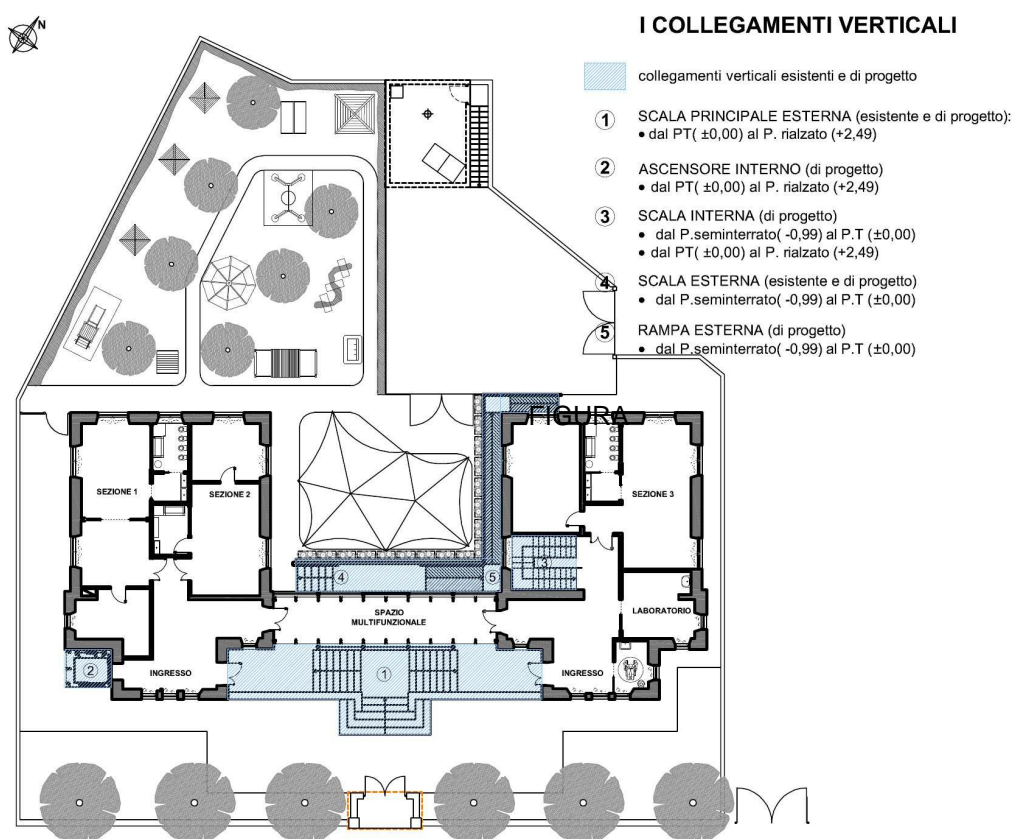 N
I COLLEGAMENTI VERTICALI
collegamenti verticali esistenti e di progetto
1 SCALA PRINCIPALE ESTERNA (esistente e di progetto):
• dal PT( ±0,00) al P. rialzato (+2,49)
2 ASCENSORE INTERNO (di progetto)
• dal PT( ±0,00) al P. rialzato (+2,49)
3 SCALA INTERNA (di progetto)
• dal P.seminterrato( -0,99) al P.T (±0,00)
• dal PT( ±0,00) al P. rialzato (+2,49)
4 SCALA ESTERNA (esistente e di progetto)
• dal P.seminterrato( -0,99) al P.T (±0,00)
5 RAMPA ESTERNA (di progetto)
• dal P.seminterrato( -0,99) al P.T (±0,00)
FIGURA
SEZIONE 1
SEZIONE 2
SEZIONE 3
3
4
5
SPAZIO
MULTIFUNZIONALE
LABORATORIO
2
INGRESSO
1
INGRESSO